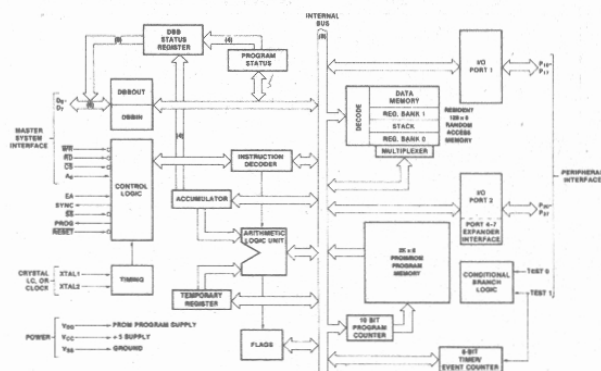 INTERNAL
BUS
(8)
DBB
STATUS
REGISTER
(8)
(4)
PROGRAM
STATUS
I/O
PORT 1
P10-
P17
D0-
D7
(8)
DBBOUT
DBBIN
MASTER
SYSTEM
INTERFACE
(4)
DECODE
DATA
MEMORY
REG. BANK 1
STACK
REG. BANK 0
MULTIPLEXER
RESIDENT
RANDOM
ACCESS
MEMORY
WR
RD
CS
A0
CONTROL
LOGIC
INSTRUCTION
DECODER
PERIPHERAL
INTERFACE
EA
SYNC
SS
PROG
RESET
ACCUMULATOR
I/O
PORT 2
P20-
P27
PORT 4-7
EXPANDER
INTERFACE
ARITHMETIC
LOGIC UNIT
2K × 8
PROM/ROM
PROGRAM
MEMORY
CONDITIONAL
BRANCH
LOGIC
TEST 0
TEST 1
CRYSTAL
LC, OR
CLOCK
XTAL1
XTAL2
TIMING
TEMPORARY
REGISTER
10 BIT
PROGRAM
COUNTER
POWER
VDD PROM PROGRAM SUPPLY
VCC + 5 SUPPLY
VSS GROUND
FLAGS
8-BIT
TIMER/
EVENT COUNTER